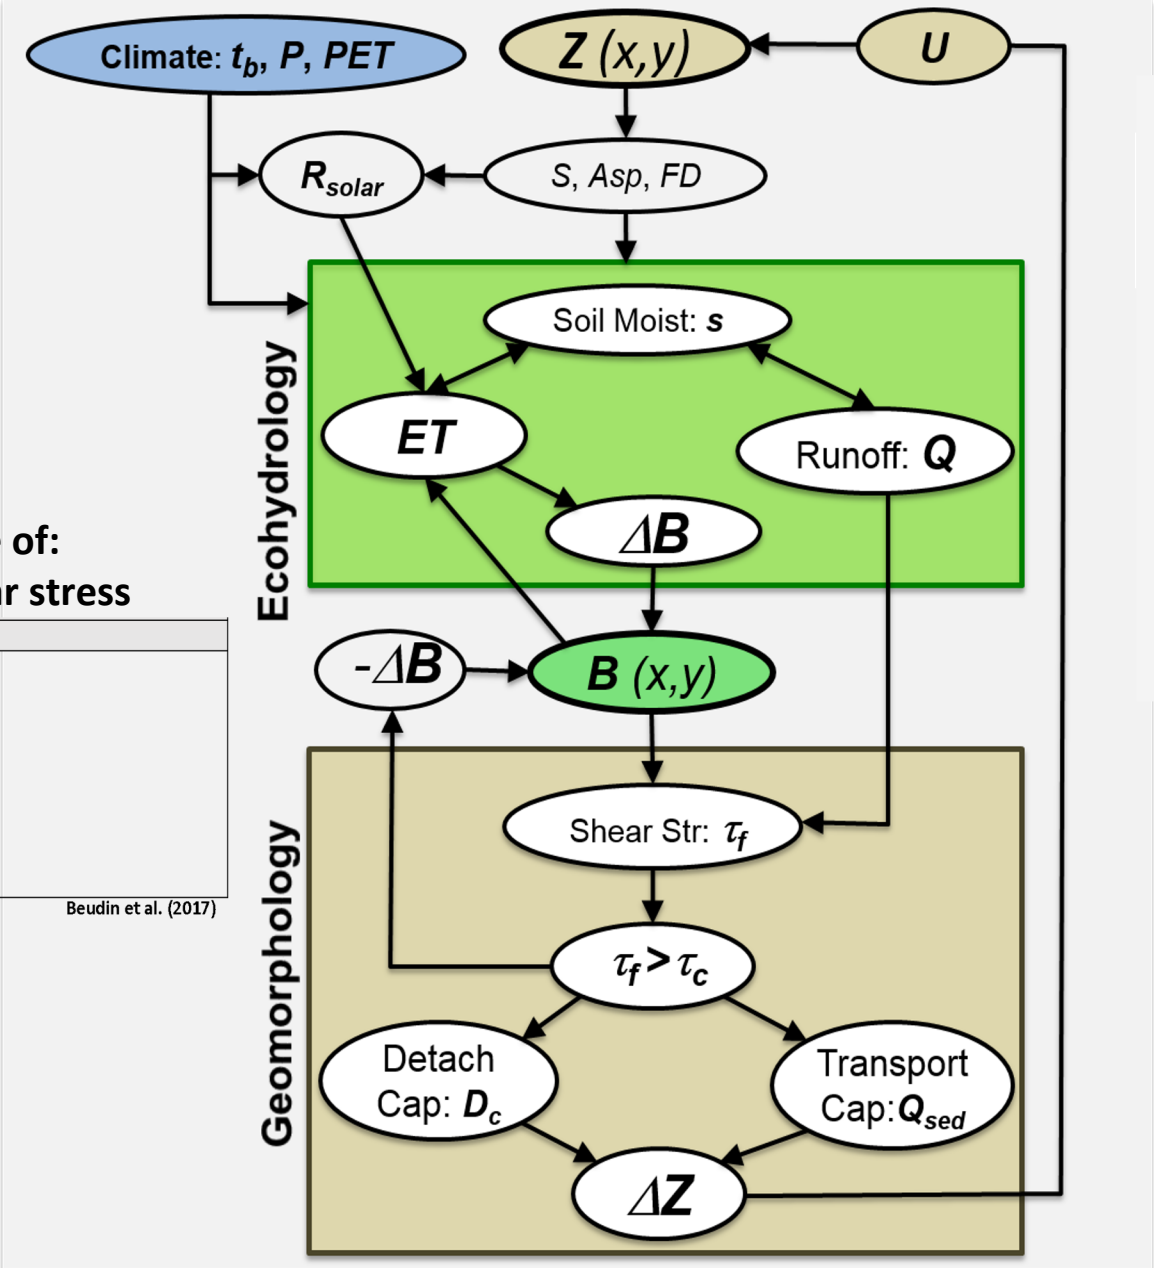 Climate: tb, P, PET
Z (x,y)
U
Rsolar
S, Asp, FD
Ecohydrology
Soil Moist: s
ET
Runoff: Q
ΔB
of:
r stress
-ΔB
B (x,y)
Geomorphology
Shear Str: τf
Beudin et al. (2017)
τf > τc
Detach
Cap: Dc
Transport
Cap:Qsed
ΔZ